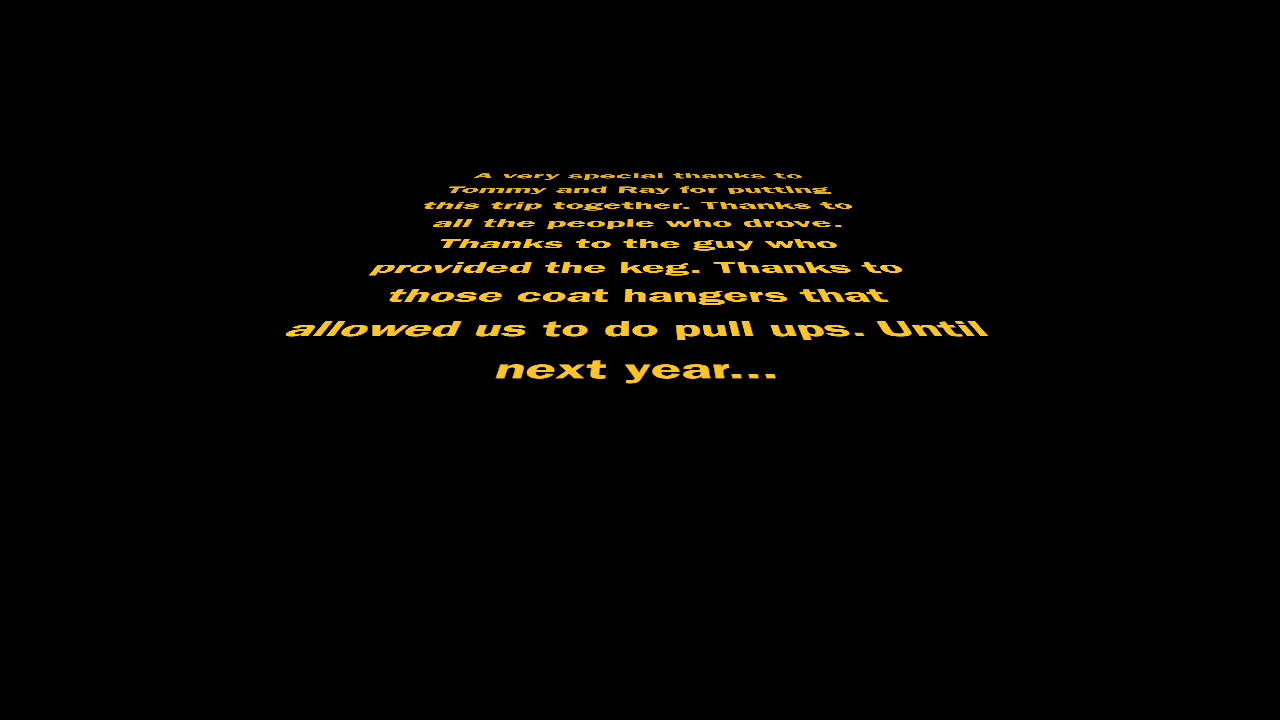 A very special thanks to
Tommy and Ray for putting
this trip together. Thanks to
all the people who drove.
Thanks to the guy who
provided the keg. Thanks to
those coat hangers that
allowed us to do pull ups. Until
next year...